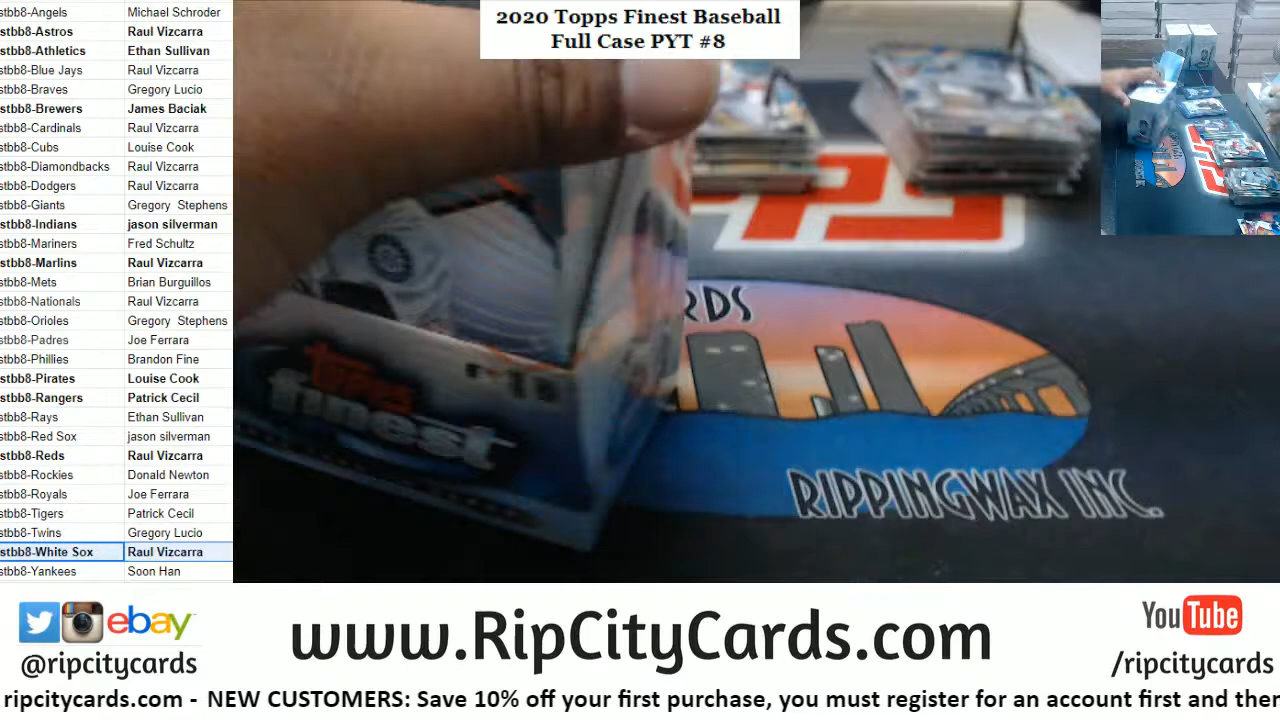 2020 Topps Finest Baseball
Full Case PYT #8
stbb8-Angels Michael Schroder
stbb8-Astros Raul Vizcarra
stbb8-Athletics Ethan Sullivan
stbb8-Blue Jays Raul Vizcarra
stbb8-Braves Gregory Lucio
stbb8-Brewers James Baciak
stbb8-Cardinals Raul Vizcarra
stbb8-Cubs Louise Cook
stbb8-Diamondbacks Raul Vizcarra
stbb8-Dodgers Raul Vizcarra
stbb8-Giants Gregory Stephens
stbb8-Indians jason silverman
stbb8-Mariners Fred Schultz
stbb8-Marlins Raul Vizcarra
stbb8-Mets Brian Burguillos
stbb8-Nationals Raul Vizcarra
stbb8-Orioles Gregory Stephens
stbb8-Padres Joe Ferrara
stbb8-Phillies Brandon Fine
stbb8-Pirates Louise Cook
stbb8-Rangers Patrick Cecil
stbb8-Rays Ethan Sullivan
stbb8-Red Sox jason silverman
stbb8-Reds Raul Vizcarra
stbb8-Rockies Donald Newton
stbb8-Royals Joe Ferrara
stbb8-Tigers Patrick Cecil
stbb8-Twins Gregory Lucio
stbb8-White Sox Raul Vizcarra
stbb8-Yankees Soon Han
Topps
finest
RDS
RIPPINGWAX INC.
ebay
@ripcitycards
www.RipCityCards.com
YouTube
/ripcitycards
ripcitycards.com - NEW CUSTOMERS: Save 10% off your first purchase, you must register for an account first and then